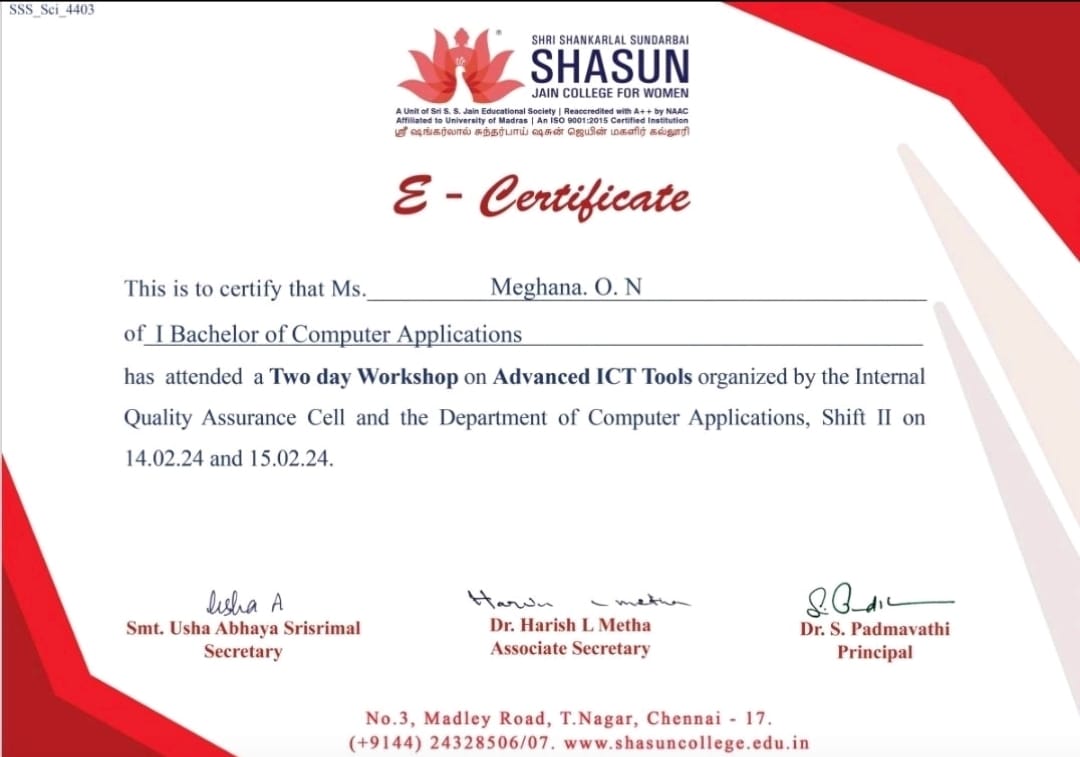 SSS_Sci_4403
SHRI SHANKARLAL SUNDARBAI
SHASUN
JAIN COLLEGE FOR WOMEN
A Unit of Sri S. S. Jain Educational Society | Reaccredited with A++ by NAAC
Affiliated to University of Madras | An ISO 9001:2015 Certified Institution
ஸ்ரீ ஷங்கர்லால் சுந்தர்பாய் ஷசுன் ஜெயின் மகளிர் கல்லூரி
E - Certificate
This is to certify that Ms. Meghana. O. N
of I Bachelor of Computer Applications
has attended a Two day Workshop on Advanced ICT Tools organized by the Internal
Quality Assurance Cell and the Department of Computer Applications, Shift II on
14.02.24 and 15.02.24.
Usha A
Smt. Usha Abhaya Srisrimal
Secretary
Dr. Harish L Metha
Associate Secretary
Dr. S. Padmavathi
Principal
No.3, Madley Road, T.Nagar, Chennai - 17.
(+9144) 24328506/07. www.shasuncollege.edu.in